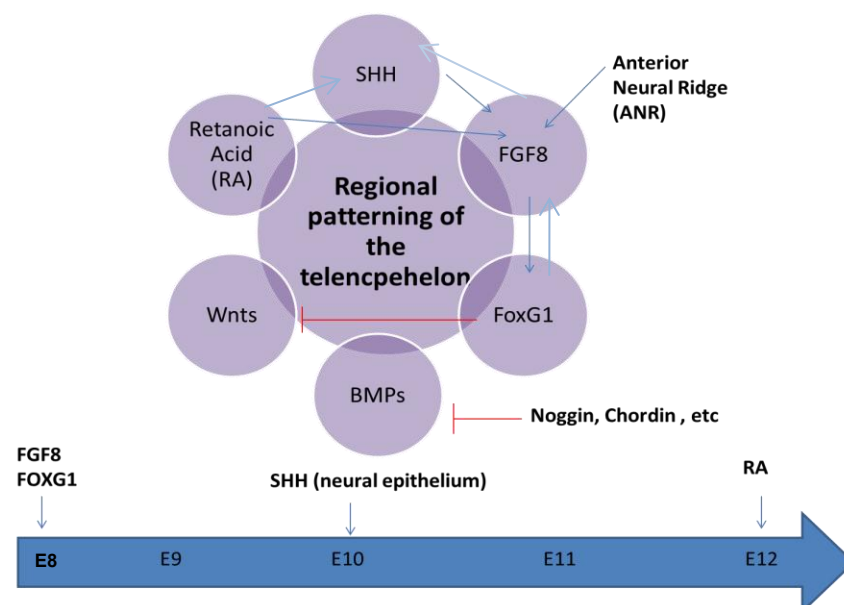 SHH
Anterior
Neural Ridge
(ANR)
Retanoic
Acid
(RA)
FGF8
Regional
patterning of
the
telencpehelon
Wnts
FoxG1
BMPs
Noggin, Chordin , etc
FGF8
FOXG1
SHH (neural epithelium)
RA
E8
E9
E10
E11
E12